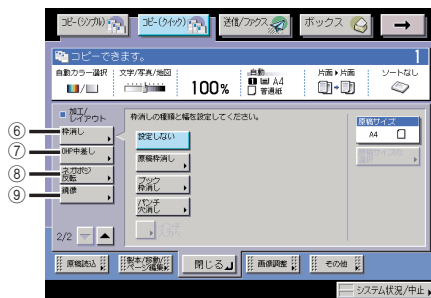 コピー(シンプル)
コピー(クイック)
送信/ファクス
ボックス
コピーできます。
1
自動カラー選択
文字/写真/地図
100%
自動
A4
普通紙
片面▶片面
ソートなし
加工/
レイアウト
枠消しの種類と幅を設定してください。
⑥
枠消し
⑦
OHP中差し
⑧
ネガポジ
反転
⑨
鏡像
設定しない
原稿枠消し
ブック
枠消し
パンチ
穴消し
原稿サイズ
A4
2/2
原稿読込
製本/移動/
ページ編集
閉じる
画像調整
その他
システム状況/中止